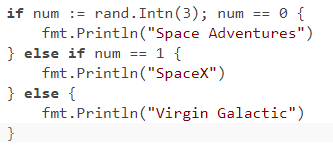 if num := rand.Intn(3); num == 0 {
    fmt.Println("Space Adventures")
} else if num == 1 {
    fmt.Println("SpaceX")
} else {
    fmt.Println("Virgin Galactic")
}